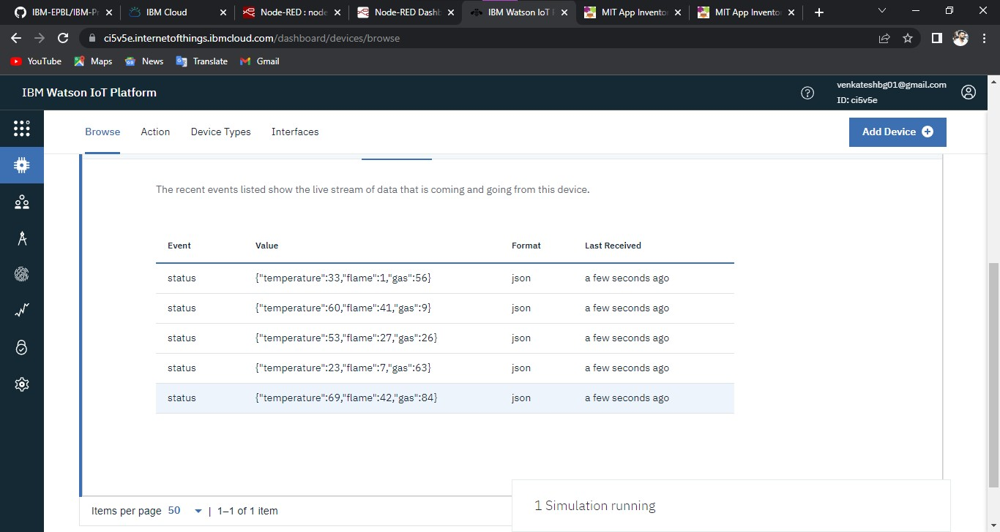 IBM-EPBL/IBM-Pr
IBM Cloud
Node-RED : node
Node-RED Dashb
IBM Watson IoT P
MIT App Invento
MIT App Invento
ci5v5e.internetofthings.ibmcloud.com/dashboard/devices/browse
YouTube Maps News Translate Gmail
IBM Watson IoT Platform
venkateshbg01@gmail.com
ID: ci5v5e
Browse Action Device Types Interfaces
Add Device
The recent events listed show the live stream of data that is coming and going from this device.
Event Value Format Last Received
status {"temperature":33,"flame":1,"gas":56} json a few seconds ago
status {"temperature":60,"flame":41,"gas":9} json a few seconds ago
status {"temperature":53,"flame":27,"gas":26} json a few seconds ago
status {"temperature":23,"flame":7,"gas":63} json a few seconds ago
status {"temperature":69,"flame":42,"gas":84} json a few seconds ago
Items per page 50 | 1–1 of 1 item
1 Simulation running